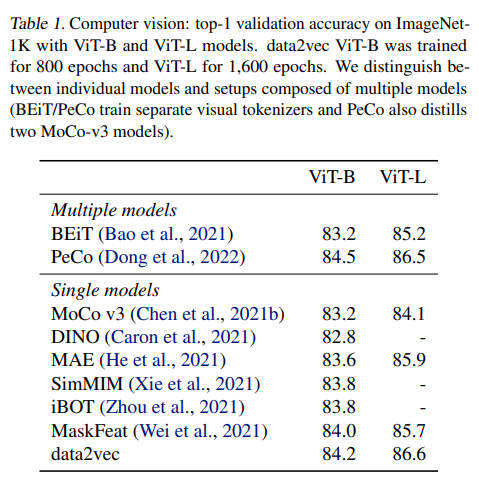 Table 1. Computer vision: top-1 validation accuracy on ImageNet-
1K with ViT-B and ViT-L models. data2vec ViT-B was trained
for 800 epochs and ViT-L for 1,600 epochs. We distinguish be-
tween individual models and setups composed of multiple models
(BEiT/PeCo train separate visual tokenizers and PeCo also distills
two MoCo-v3 models).
ViT-B ViT-L
Multiple models
BEiT (Bao et al., 2021) 83.2 85.2
PeCo (Dong et al., 2022) 84.5 86.5
Single models
MoCo v3 (Chen et al., 2021b) 83.2 84.1
DINO (Caron et al., 2021) 82.8 -
MAE (He et al., 2021) 83.6 85.9
SimMIM (Xie et al., 2021) 83.8 -
iBOT (Zhou et al., 2021) 83.8 -
MaskFeat (Wei et al., 2021) 84.0 85.7
data2vec 84.2 86.6